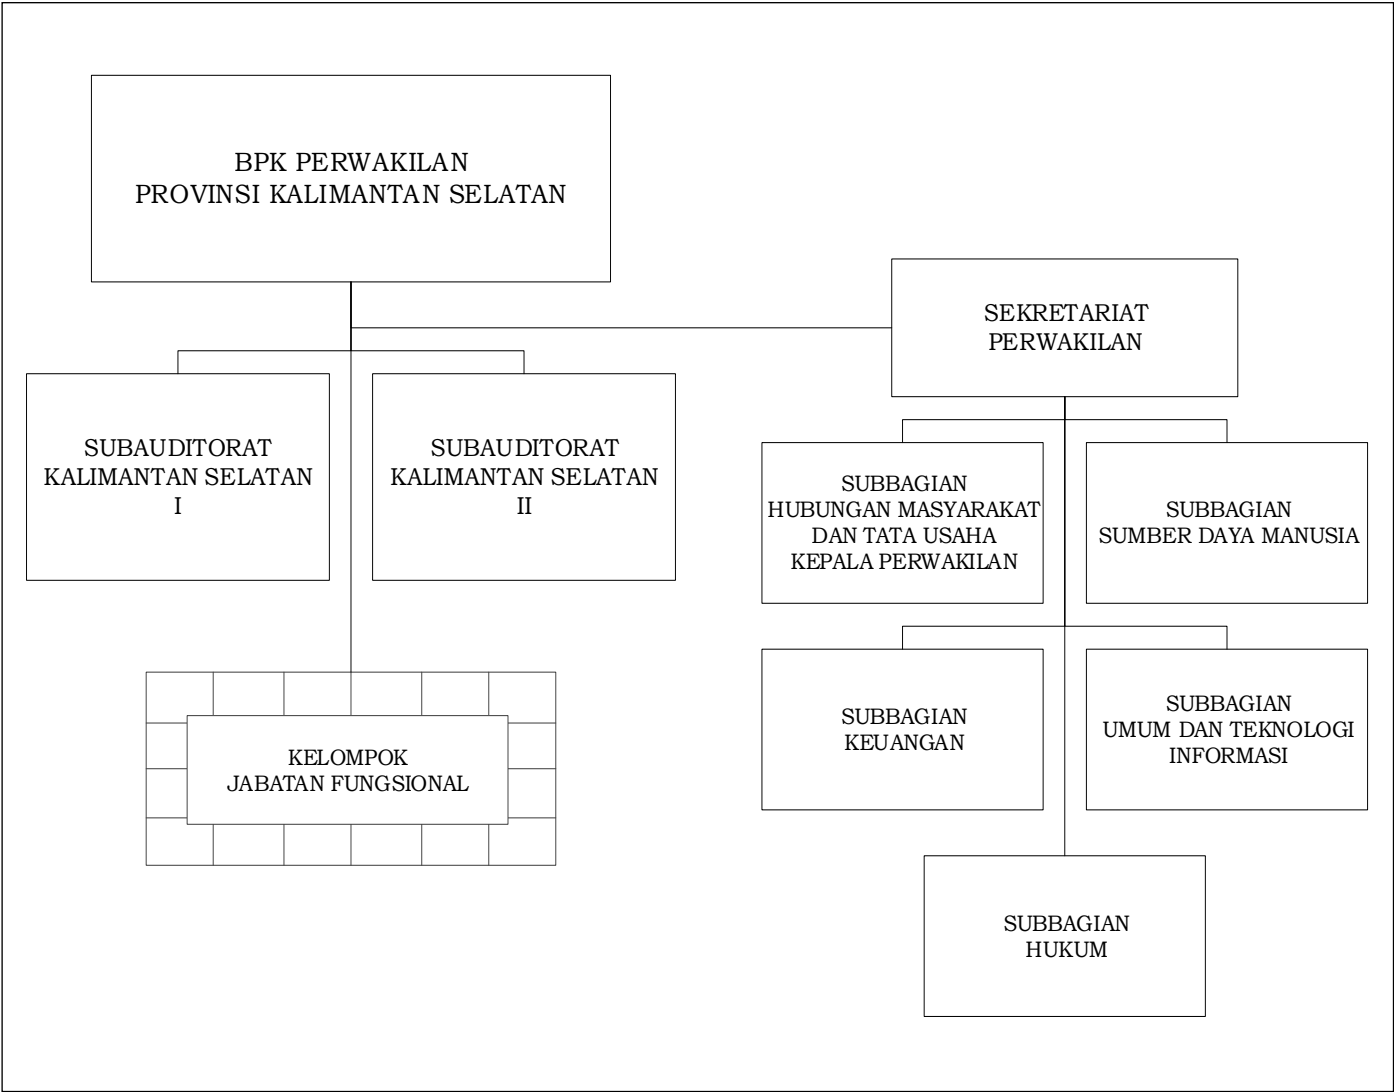 BPK PERWAKILAN
PROVINSI KALIMANTAN SELATAN
SEKRETARIAT
PERWAKILAN
SUBAUDITORAT
KALIMANTAN SELATAN
I
SUBAUDITORAT
KALIMANTAN SELATAN
II
SUBBAGIAN
HUBUNGAN MASYARAKAT
DAN TATA USAHA
KEPALA PERWAKILAN
SUBBAGIAN
SUMBER DAYA MANUSIA
KELOMPOK
JABATAN FUNGSIONAL
SUBBAGIAN
KEUANGAN
SUBBAGIAN
UMUM DAN TEKNOLOGI
INFORMASI
SUBBAGIAN
HUKUM